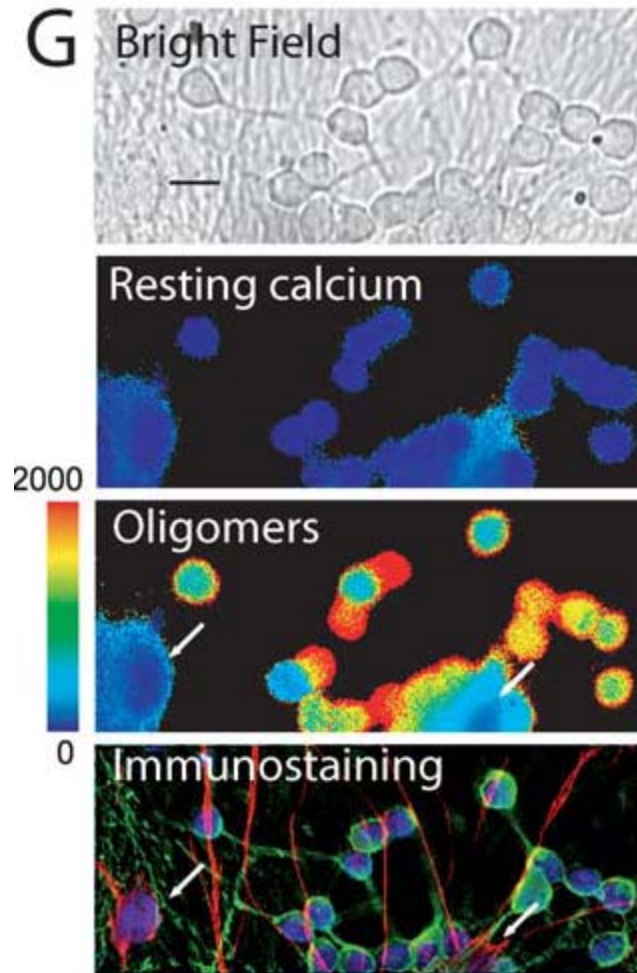 G
Bright Field
Resting calcium
2000
Oligomers
0
Immunostaining